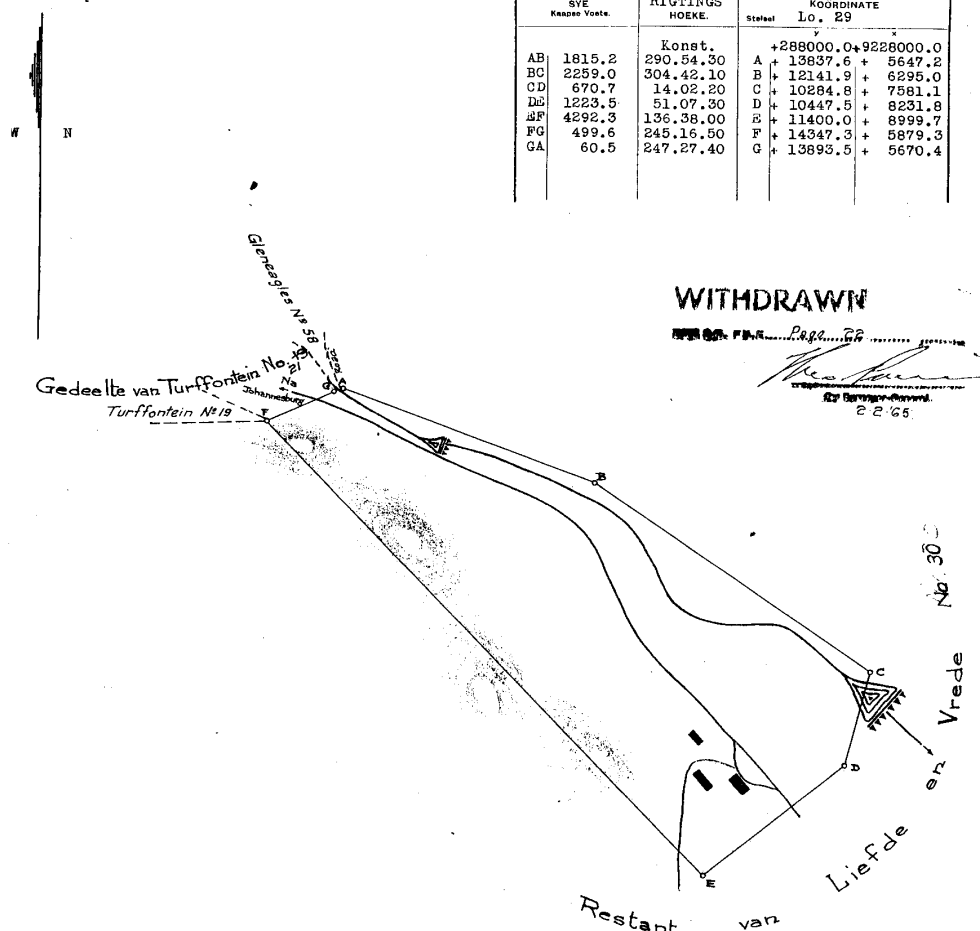 SYE
Kaapse Voete.
RIGTINGS
HOEKE.
KOORDINATE
Stelsel Lo. 29
y x
Konst. +288000.0 +9228000.0
AB 1815.2 290.54.30 A + 13837.6 + 5647.2
BC 2259.0 304.42.10 B + 12141.9 + 6295.0
CD 670.7 14.02.20 C + 10284.8 + 7581.1
DE 1223.5 51.07.30 D + 10447.5 + 8231.8
EF 4292.3 136.38.00 E + 11400.0 + 8999.7
FG 499.6 245.16.50 F + 14347.3 + 5879.3
GA 60.5 247.27.40 G + 13893.5 + 5670.4
W N
Gleneagles Nº 58
WITHDRAWN
FILE Page 22
2·2·65
Gedeelte van Turffontein No. 19
21
Na
Johannesburg
Turffontein Nº 19
G
F
B
C
D
E
Restant van Liefde en Vrede No. 30